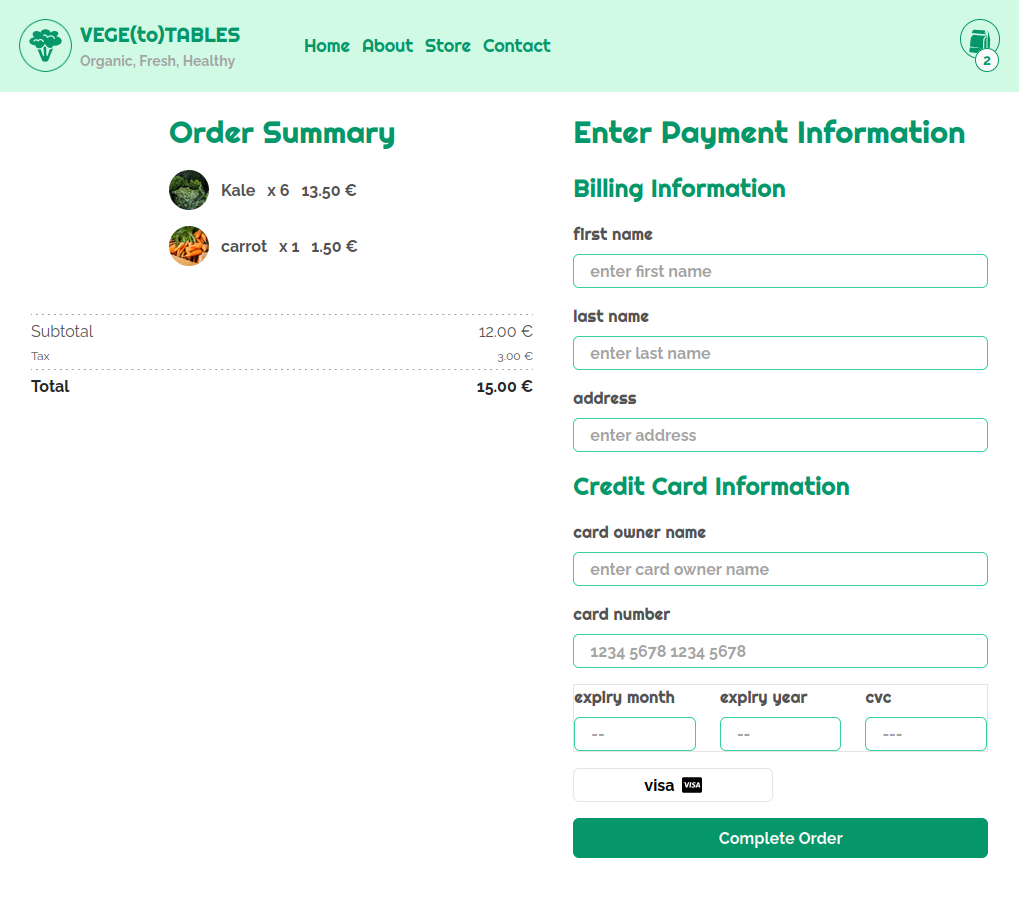 VEGE(to)TABLES
Organic, Fresh, Healthy
Home About Store Contact
2
Order Summary
Kale x 6 13.50 €
carrot x 1 1.50 €
Subtotal 12.00 €
Tax 3.00 €
Total 15.00 €
Enter Payment Information
Billing Information
first name
enter first name
last name
enter last name
address
enter address
Credit Card Information
card owner name
enter card owner name
card number
1234 5678 1234 5678
expiry month expiry year cvc
-- -- ---
visa VISA
Complete Order